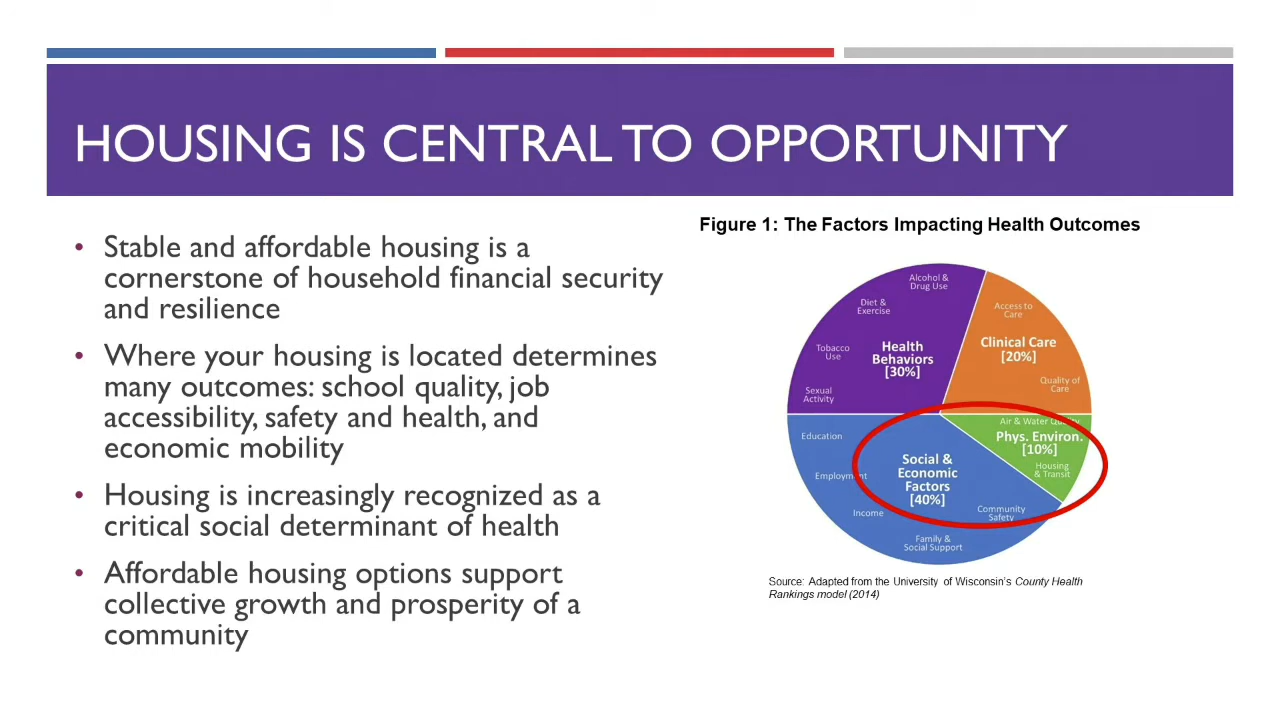 HOUSING IS CENTRAL TO OPPORTUNITY
• Stable and affordable housing is a
cornerstone of household financial security
and resilience
• Where your housing is located determines
many outcomes: school quality, job
accessibility, safety and health, and
economic mobility
• Housing is increasingly recognized as a
critical social determinant of health
• Affordable housing options support
collective growth and prosperity of a
community
Figure 1: The Factors Impacting Health Outcomes
Alcohol &
Drug Use
Diet &
Exercise
Tobacco
Use
Sexual
Activity
Health
Behaviors
[30%]
Access to
Care
Clinical Care
[20%]
Quality of
Care
Air & Water Quality
Phys. Environ.
[10%]
Housing
& Transit
Education
Employment
Income
Family &
Social Support
Community
Safety
Social &
Economic
Factors
[40%]
Source: Adapted from the University of Wisconsin's County Health
Rankings model (2014)